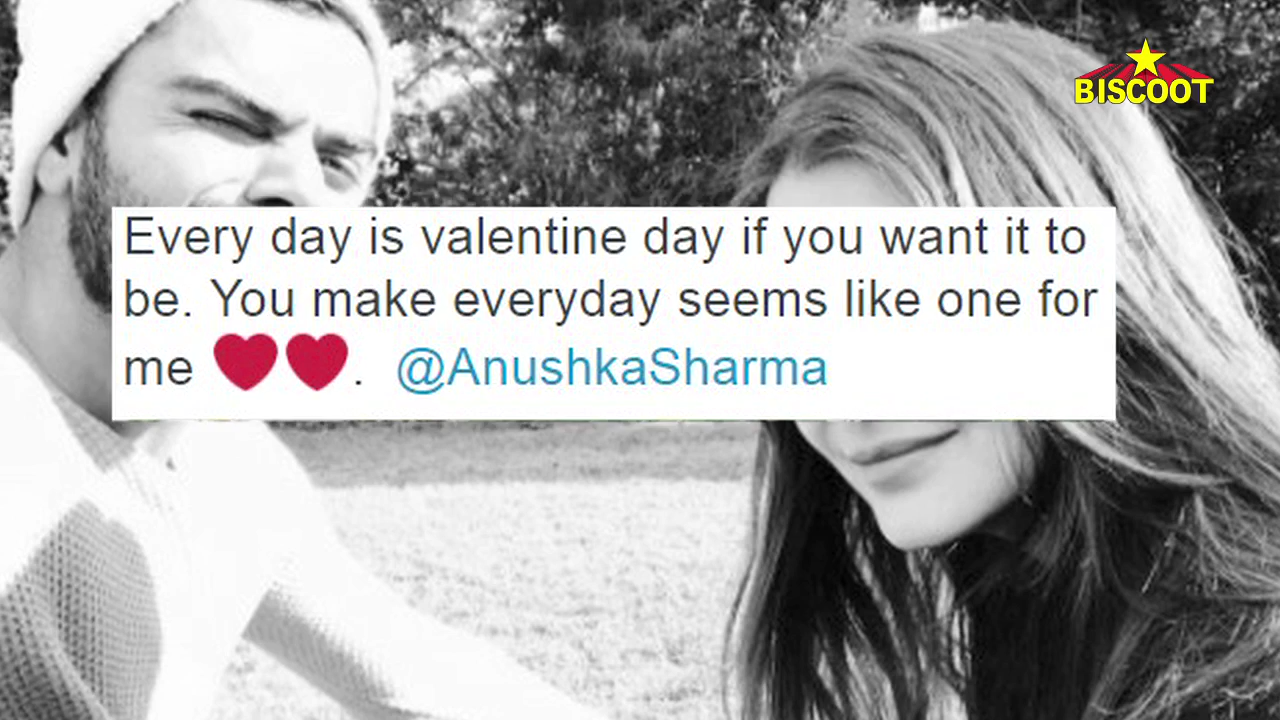 BISCOOT
Every day is valentine day if you want it to
be. You make everyday seems like one for
me ❤❤. @AnushkaSharma